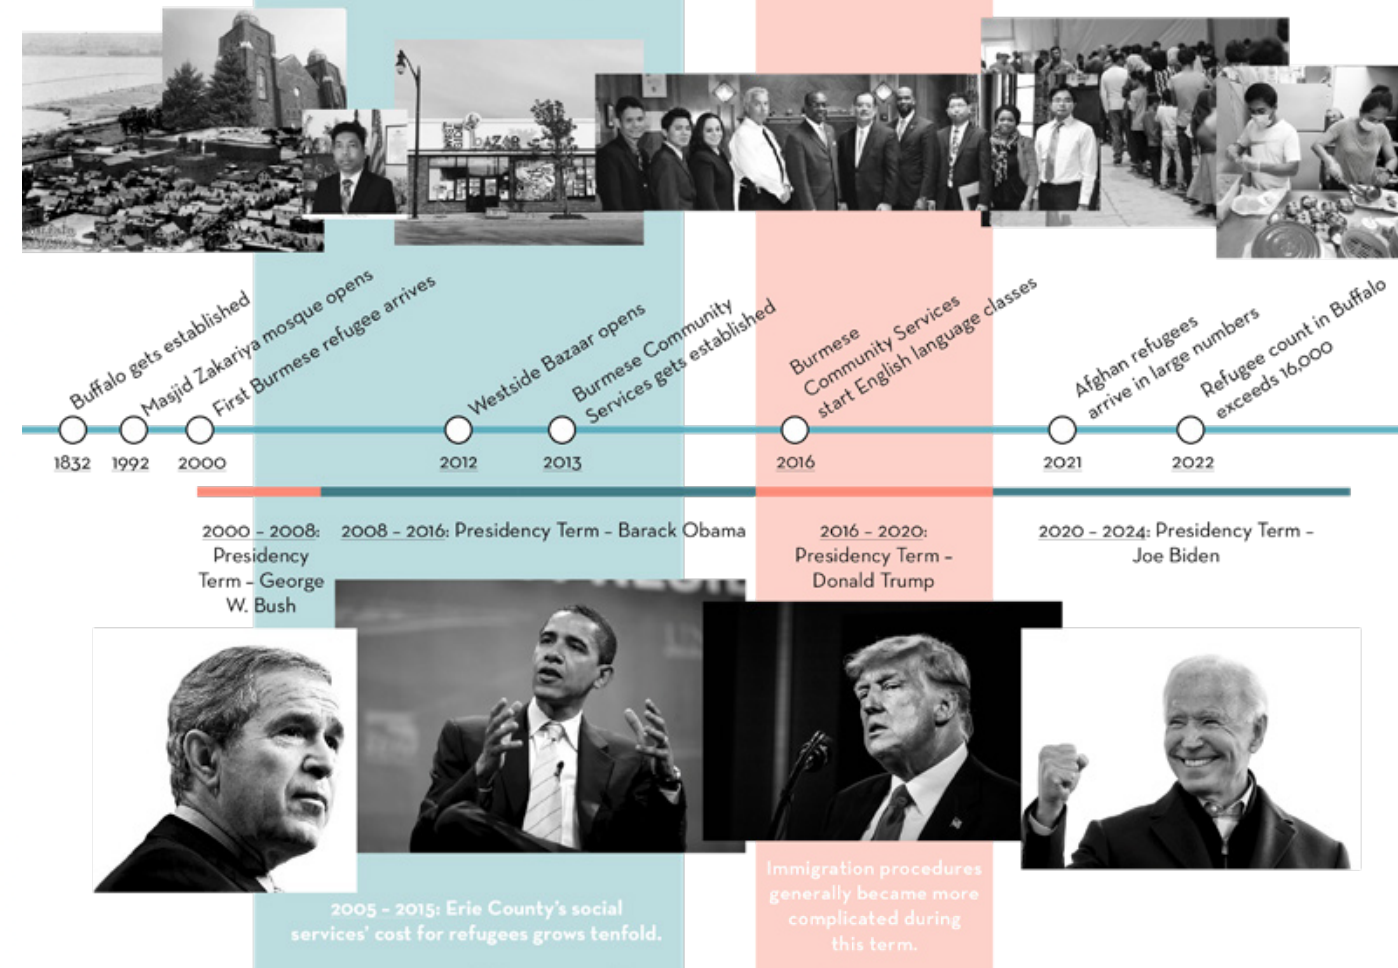 WEST
SIDE
BAZAR
Buffalo gets established
Masjid Zakariya mosque opens
First Burmese refugee arrives
Westside Bazaar opens
Burmese Community
Services gets established
Burmese
Community Services
start English language classes
Afghan refugees
arrive in large numbers
Refugee count in Buffalo
exceeds 16,000
1832
1992
2000
2012
2013
2016
2021
2022
2000 – 2008:
Presidency
Term – George
W. Bush
2008 – 2016: Presidency Term – Barack Obama
2016 – 2020:
Presidency Term –
Donald Trump
2020 – 2024: Presidency Term –
Joe Biden
2005 – 2015: Erie County's social
services' cost for refugees grows tenfold.
Immigration procedures
generally became more
complicated during
this term.